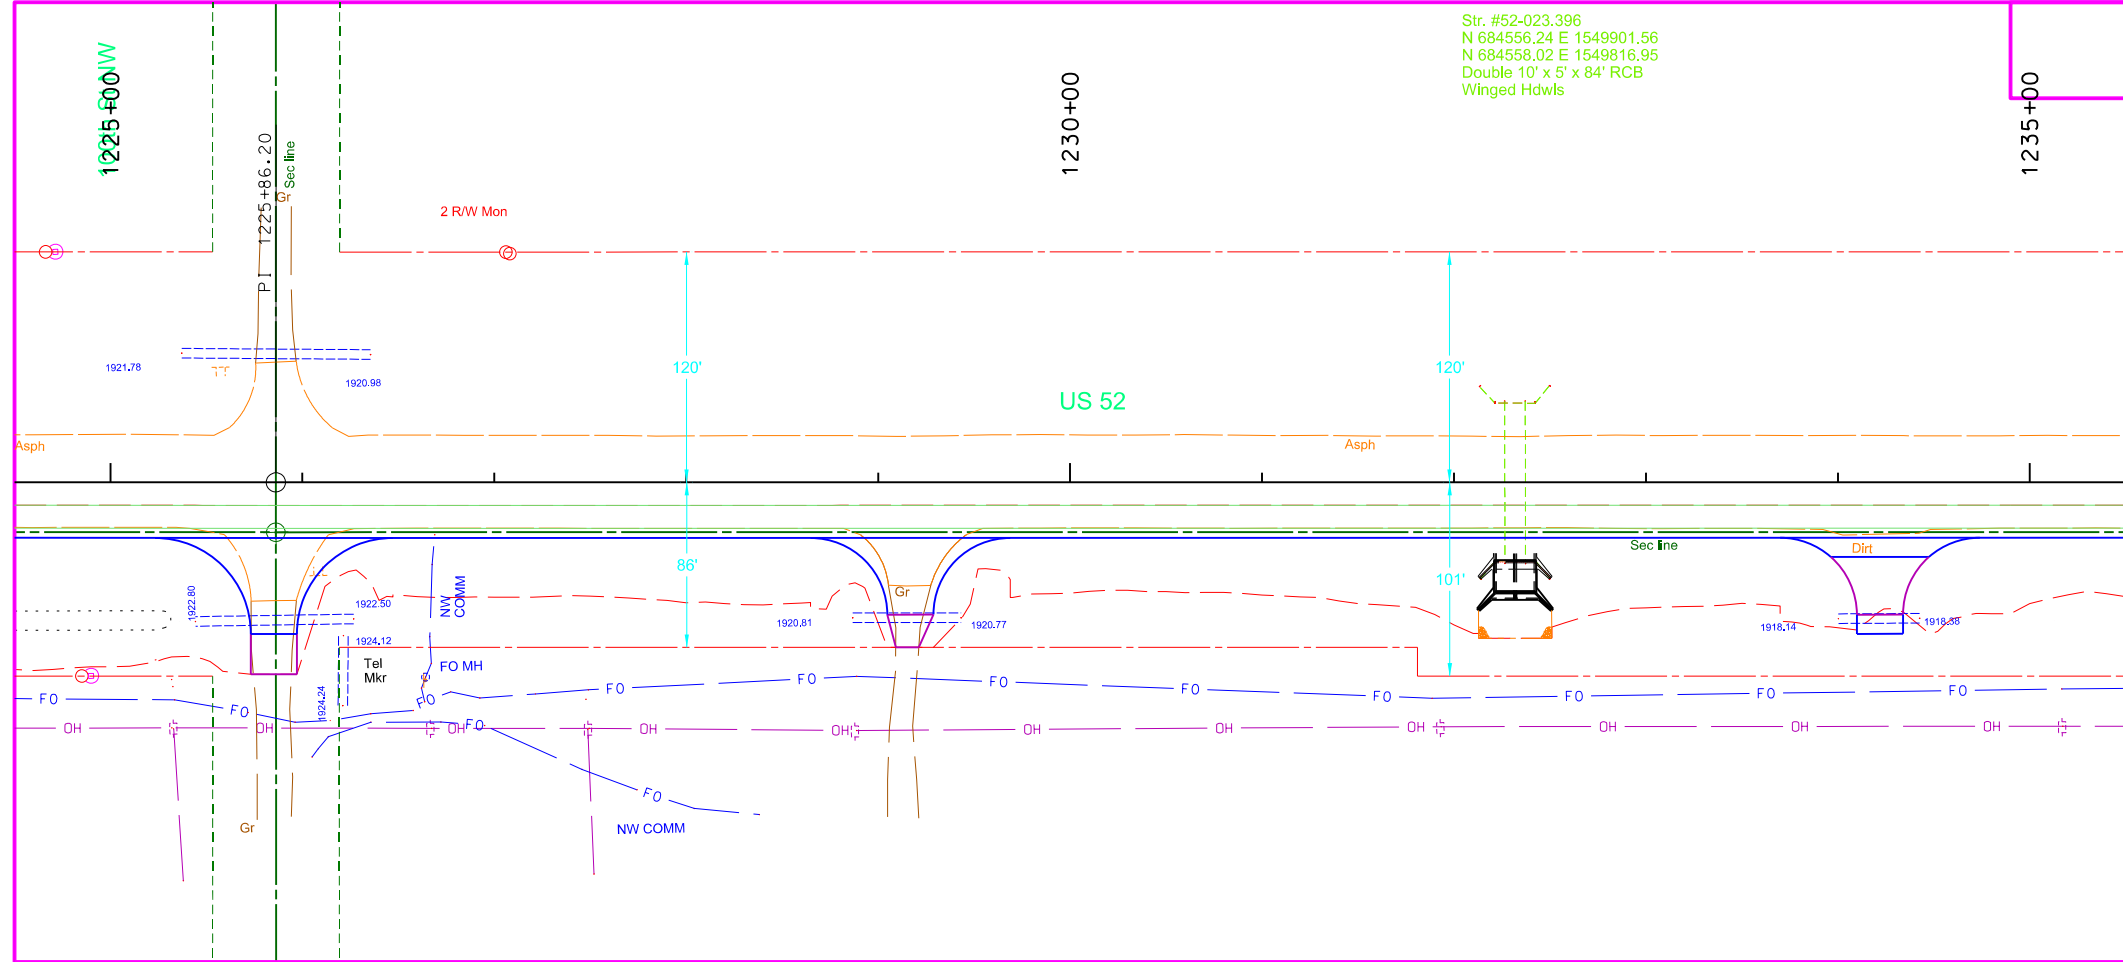 Str. #52-023.396
N 684556.24 E 1549901.56
N 684558.02 E 1549816.95
Double 10' x 5' x 84' RCB
Winged Hdwls
1225+00
1230+00
1235+00
PI 1225+86.20
Sec line
Gr
2 R/W Mon
1921.78
1920.98
120'
120'
US 52
Asph
Asph
Sec line
Dirt
86'
101'
1922.80
1922.50
NW
COMM
Gr
1920.81
1920.77
1918.14
1918.38
1924.12
Tel
Mkr
FO MH
1924.24
FO
FO
FO
FO
FO
FO
FO
FO
FO
FO
FO
FO
FO
OH
OH
OH
OH
OH
OH
OH
OH
OH
OH
OH
Gr
NW COMM